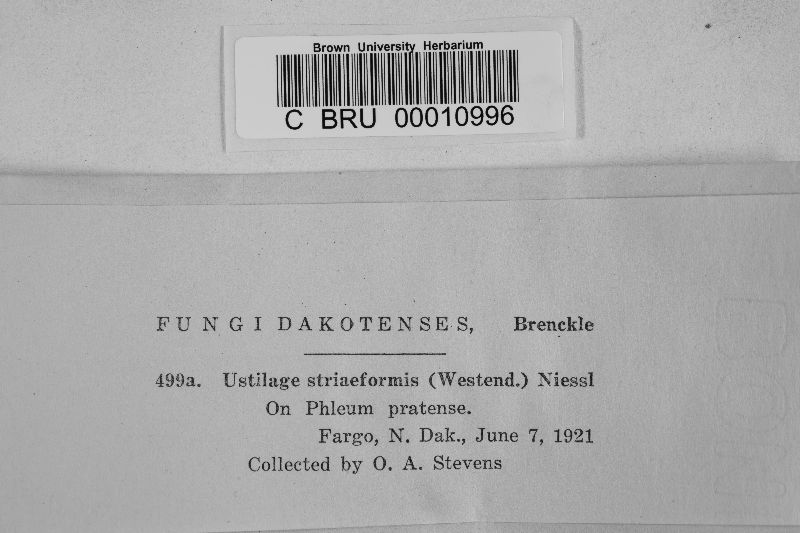 Brown University Herbarium
C BRU 00010996
FUNGI DAKOTENSES, Brenckle
499a. Ustilage striaeformis (Westend.) Niessl
On Phleum pratense.
Fargo, N. Dak., June 7, 1921
Collected by O. A. Stevens